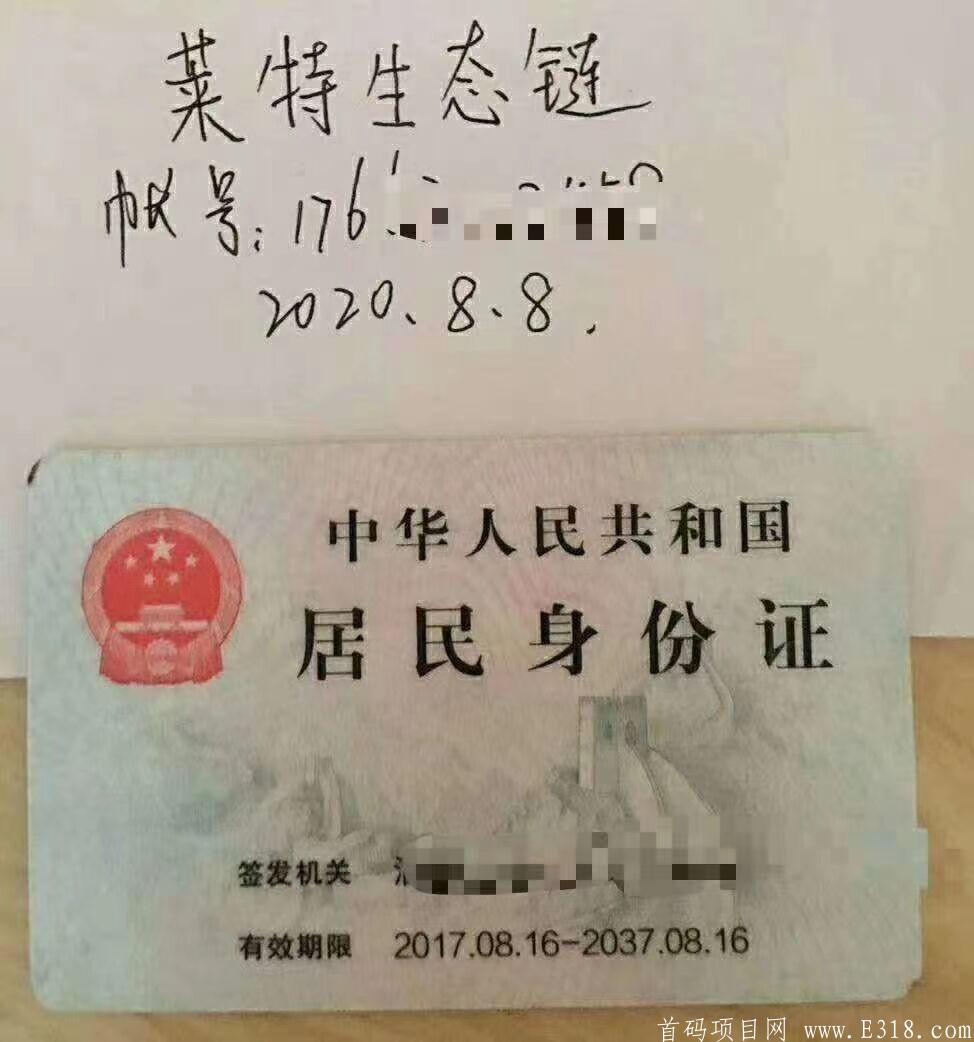 莱特生态链
帐号:176
2020、8、8.
中华人民共和国
居民身份证
签发机关
有效期限 2017.08.16-2037.08.16
首码项目网 www.E318.com